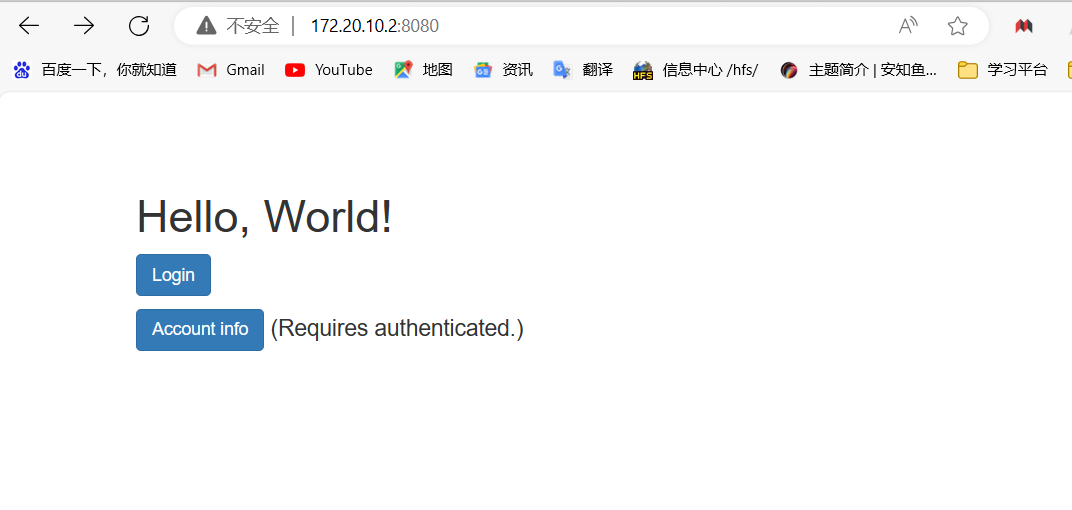 不安全 172.20.10.2:8080
百度一下，你就知道 Gmail YouTube 地图 资讯 翻译 信息中心 /hfs/ 主题简介 | 安知鱼... 学习平台
Hello, World!
Login
Account info (Requires authenticated.)